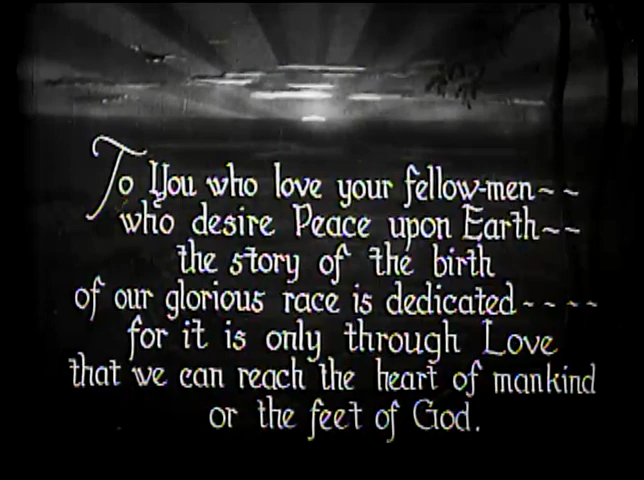 To You who love your fellow-men~~
who desire Peace upon Earth~~
the story of the birth
of our glorious race is dedicated~~~~
for it is only through Love
that we can reach the heart of mankind
or the feet of God.